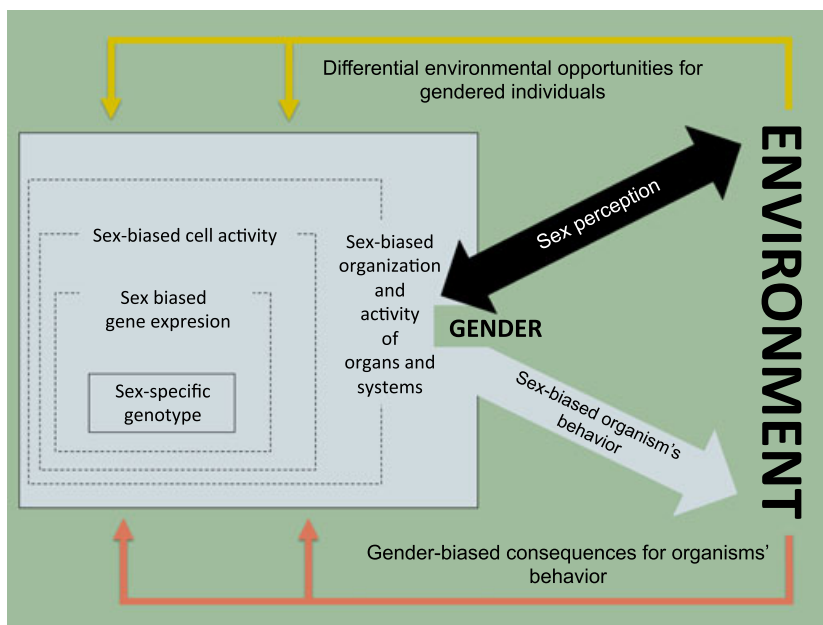 Differential environmental opportunities for
gendered individuals
ENVIRONMENT
Sex perception
Sex-biased cell activity
Sex-biased
organization
and
activity
of
organs and
systems
Sex biased
gene expresion
GENDER
Sex-specific
genotype
Sex-biased organism's
behavior
Gender-biased consequences for organisms'
behavior